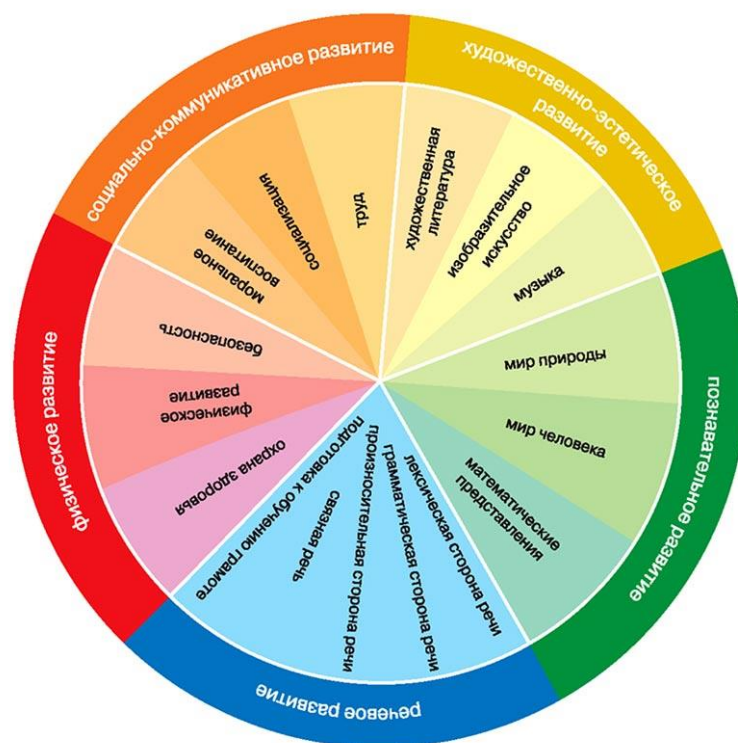 социально-коммуникативное развитие
художественно-эстетическое
развитие
познавательное развитие
речевое развитие
физическое развитие
труд
социализация
моральное
воспитание
художественная
литература
изобразительное
искусство
музыка
мир природы
мир человека
математические
представления
лексическая сторона речи
грамматическая сторона речи
произносительная сторона речи
связная речь
подготовка к обучению грамоте
охрана здоровья
физическое
развитие
безопасность